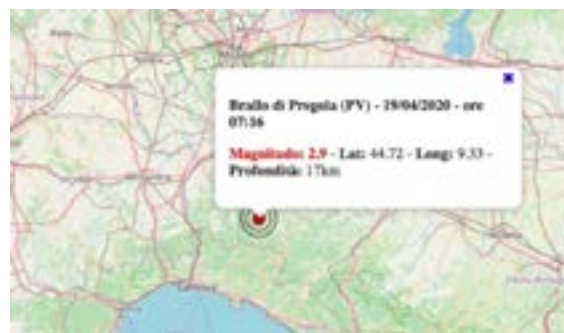 Brallo di Pregola (PV) - 19/04/2020 - ore
07:16
Magnitudo: 2.9 - Lat: 44.72 - Long: 9.33 -
Profondità: 17km